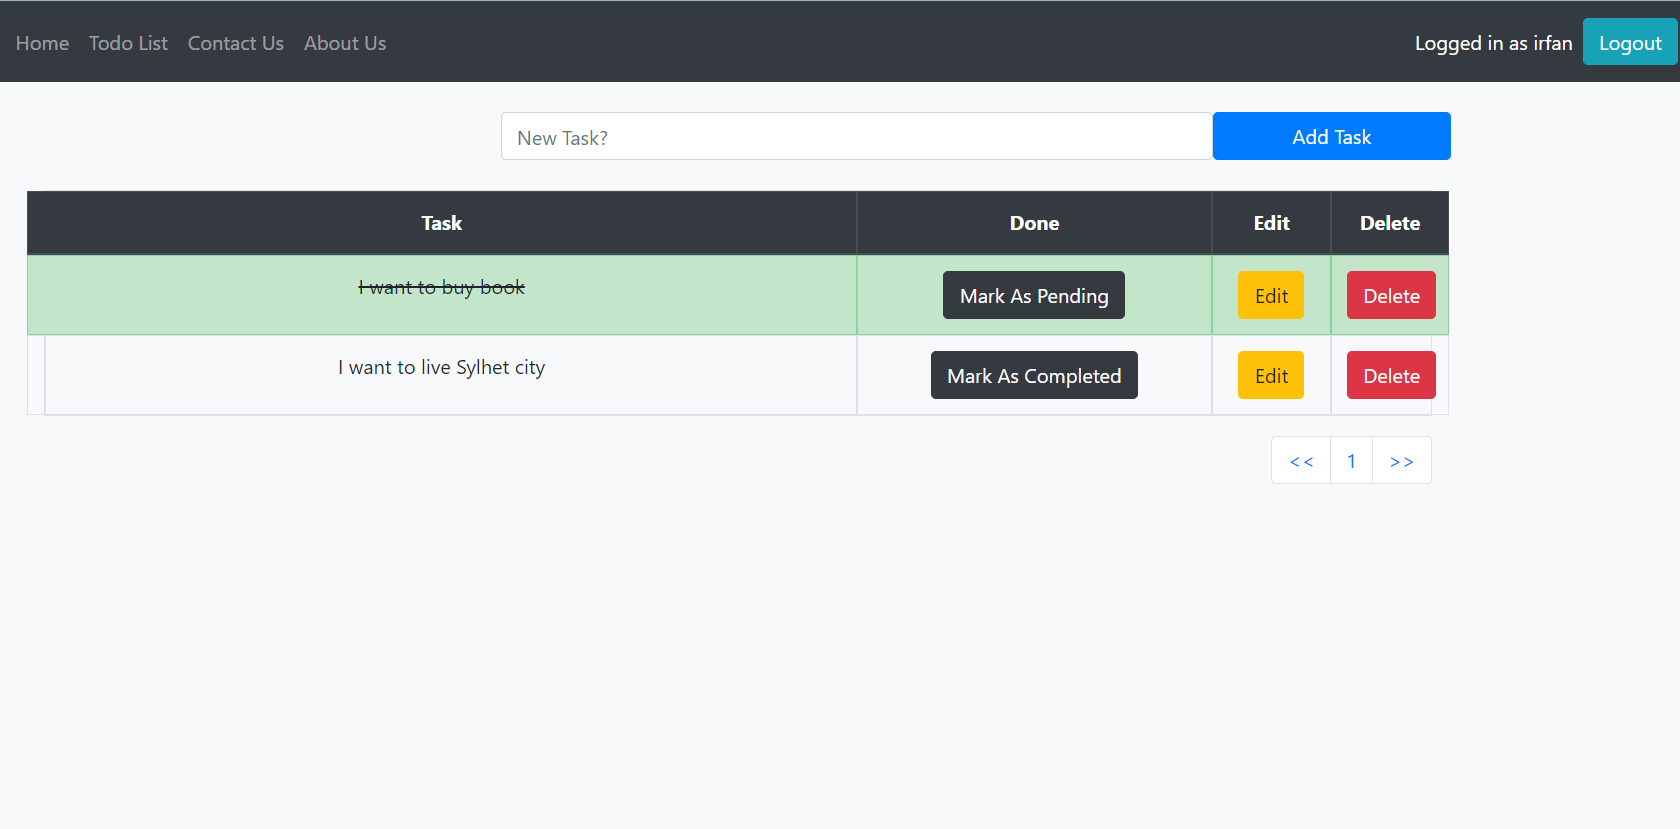 Home Todo List Contact Us About Us Logged in as irfan Logout
New Task? Add Task
Task Done Edit Delete
I want to buy book Mark As Pending Edit Delete
I want to live Sylhet city Mark As Completed Edit Delete
<< 1 >>